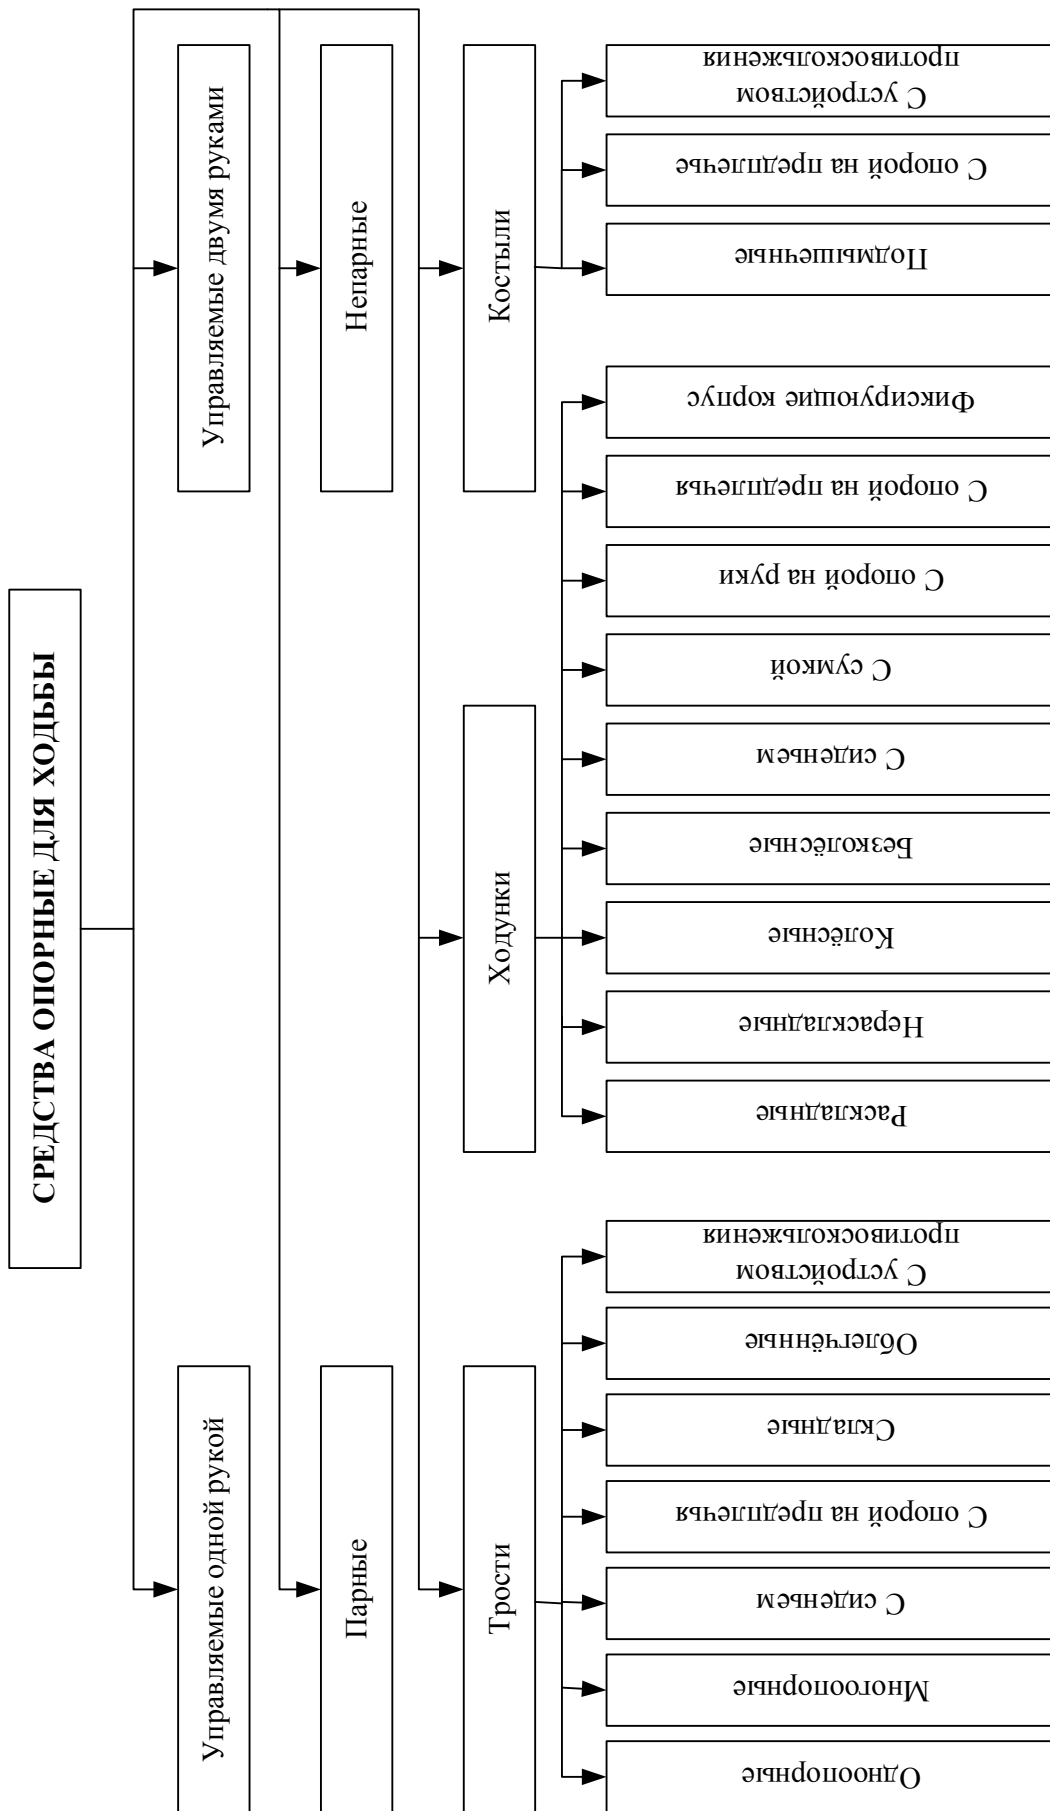 СРЕДСТВА ОПОРНЫЕ ДЛЯ ХОДЬБЫ
Управляемые одной рукой
Управляемые двумя руками
Парные
Непарные
Трости
Ходунки
Костыли
Одноопорные
Многоопорные
С сиденьем
С опорой на предплечья
Складные
Облегчённые
С устройством
противоскольжения
Раскладные
Нераскладные
Колёсные
Безколёсные
С сиденьем
С сумкой
С опорой на руки
С опорой на предплечья
Фиксирующие корпус
Подмышечные
С опорой на предплечье
С устройством
противоскольжения